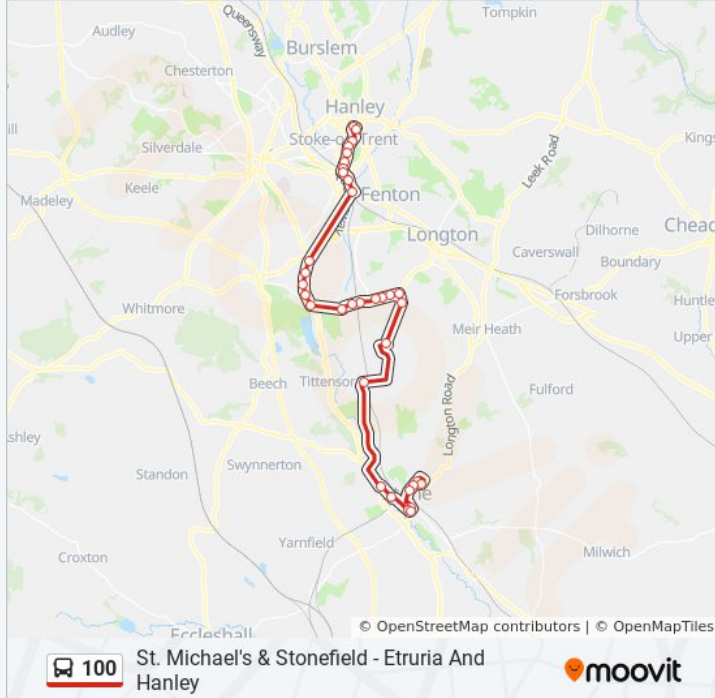 Tompkin
Queensway
Audley
Burslem
Chesterton
Hanley
Stoke-on-Trent
Kings
Silverdale
Leek Road
Keele
Fenton
Madeley
Dilhorne
Chead
Longton
Caverswall
Boundary
Forsbrook
Huntle
Whitmore
Meir Heath
Upper
Beech
Tittensor
Fulford
Longton Road
shley
Swynnerton
Standon
Yarnfield
Milwich
Croxton
© OpenStreetMap contributors | © OpenMapTiles
Eccleshall
100
St. Michael's & Stonefield - Etruria And
Hanley
moovit